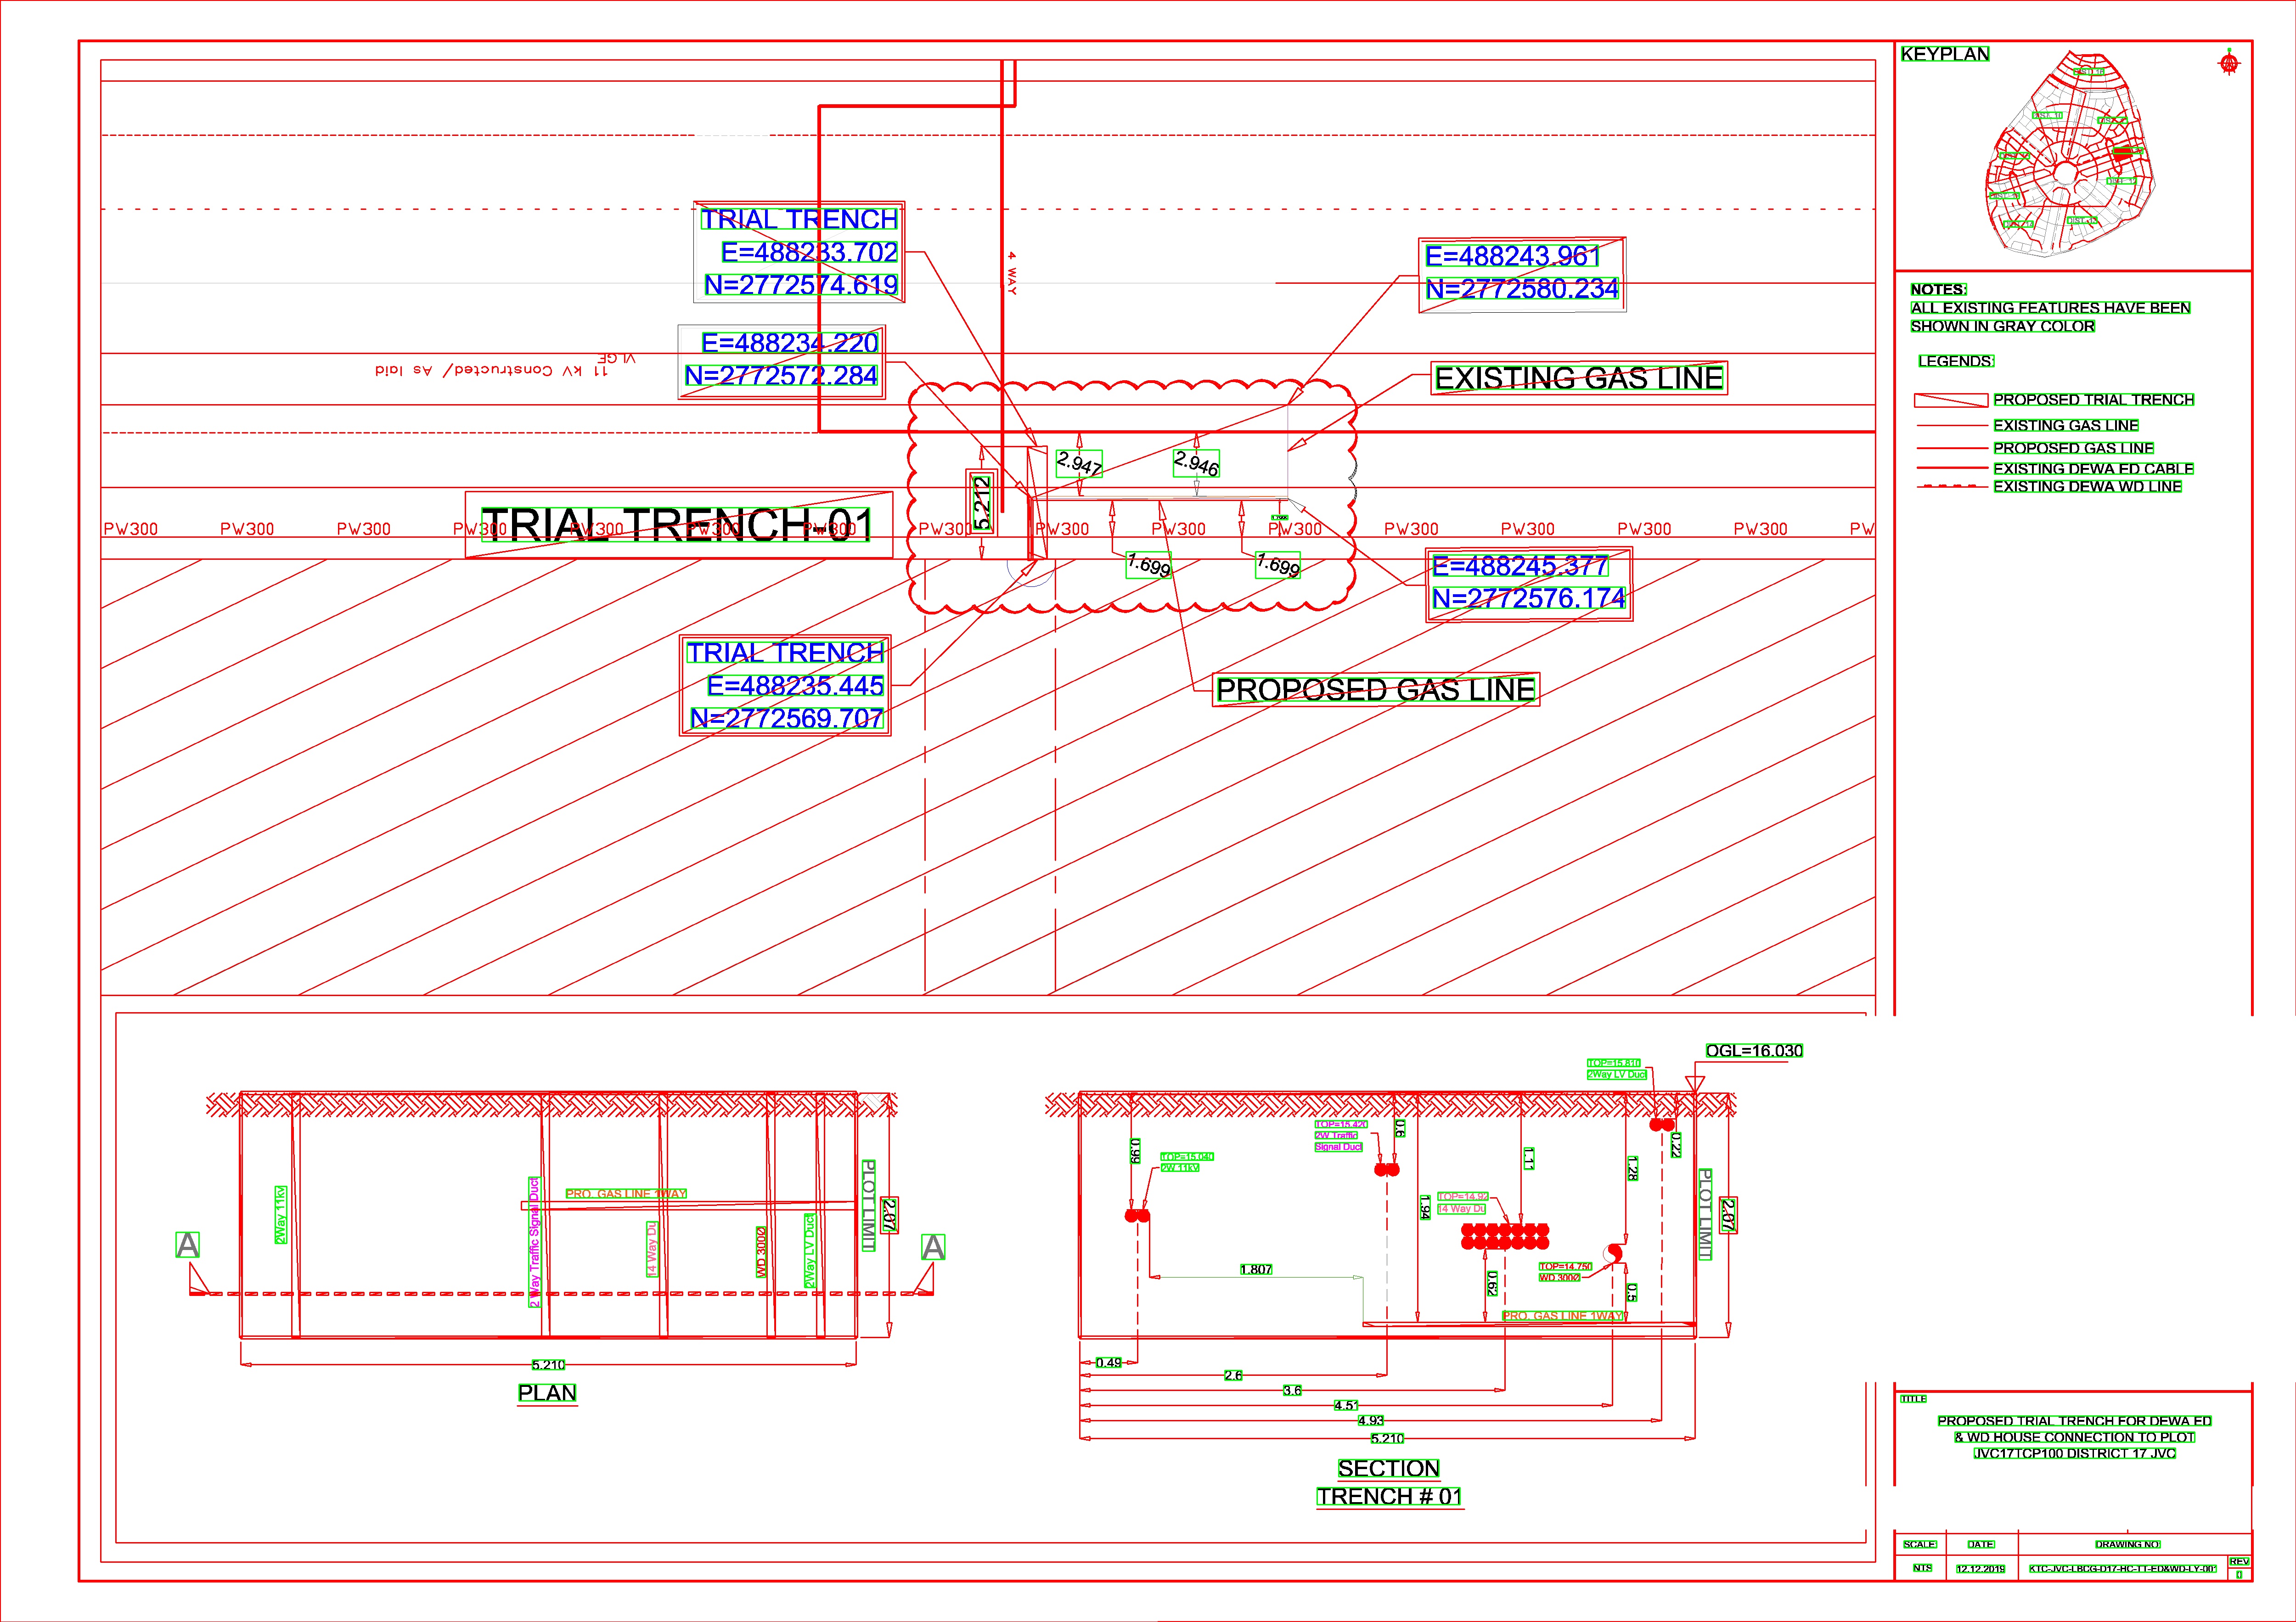 KEYPLAN
TRIAL TRENCH
E=488233.702
N=2772574.619
4 WAY
E=488243.961
N=2772580.234
E=488234.220
N=2772572.284
VLGE
11 kV Constructed/ As laid
EXISTING GAS LINE
2.947
2.946
5.212
TRIAL TRENCH-01
PW300 PW300 PW300 PW300 PW300 PW300 PW300 PW300 PW300 PW300 PW300 PW300 PW300 PW300 PW300 PW
1.699
1.699
E=488245.377
N=2772576.174
TRIAL TRENCH
E=488235.445
N=2772569.707
PROPOSED GAS LINE
NOTES:
ALL EXISTING FEATURES HAVE BEEN
SHOWN IN GRAY COLOR
LEGENDS:
PROPOSED TRIAL TRENCH
EXISTING GAS LINE
PROPOSED GAS LINE
EXISTING DEWA ED CABLE
EXISTING DEWA WD LINE
2Way 11kv
2 Way Traffic Signal Duct
PRO. GAS LINE 1WAY
14 Way Du
WD 300Ø
2Way LV Duct
PLOT LIMIT
2.07
A
A
5.210
PLAN
OGL=16.030
TOP=15.810
2Way LV Duct
TOP=15.420
2W Traffic
Signal Duct
0.6
0.99
TOP=15.040
2W 11kV
1.11
1.28
0.22
1.94
TOP=14.92
14 Way Du
PLOT LIMIT
2.07
1.807
0.62
TOP=14.750
WD 300Ø
0.5
PRO. GAS LINE 1WAY
0.49
2.6
3.6
4.51
4.93
5.210
SECTION
TRENCH # 01
TITLE
PROPOSED TRIAL TRENCH FOR DEWA ED
& WD HOUSE CONNECTION TO PLOT
JVC17TCP100 DISTRICT 17 JVC
SCALE
DATE
DRAWING NO
NTS
12.12.2019
KTC-JVC-LBCG-D17-HC-TT-ED&WD-LY-001
REV
0